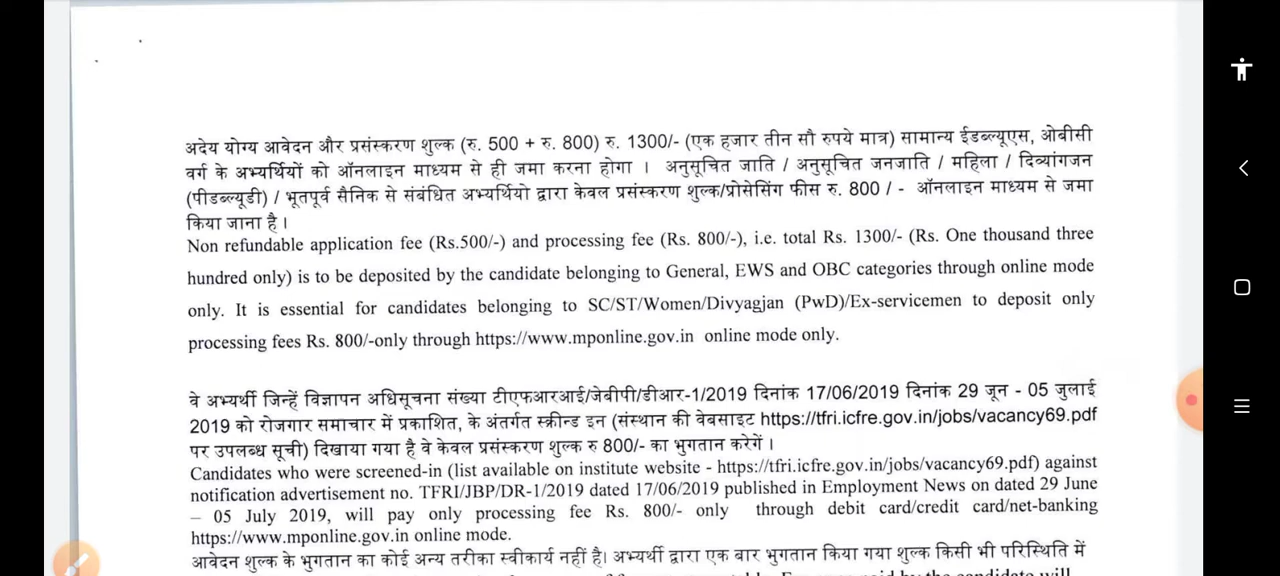 अदेय योग्य आवेदन और प्रसंस्करण शुल्क (रु. 500 + रु. 800) रु. 1300/- (एक हजार तीन सौ रुपये मात्र) सामान्य ईडब्ल्यूएस, ओबीसी
वर्ग के अभ्यर्थियों को ऑनलाइन माध्यम से ही जमा करना होगा । अनुसूचित जाति / अनुसूचित जनजाति / महिला / दिव्यांगजन
(पीडब्ल्यूडी) / भूतपूर्व सैनिक से संबंधित अभ्यर्थियो द्वारा केवल प्रसंस्करण शुल्क/प्रोसेसिंग फीस रु. 800 / - ऑनलाइन माध्यम से जमा
किया जाना है ।
Non refundable application fee (Rs.500/-) and processing fee (Rs. 800/-), i.e. total Rs. 1300/- (Rs. One thousand three
hundred only) is to be deposited by the candidate belonging to General, EWS and OBC categories through online mode
only. It is essential for candidates belonging to SC/ST/Women/Divyagjan (PwD)/Ex-servicemen to deposit only
processing fees Rs. 800/-only through https://www.mponline.gov.in online mode only.
वे अभ्यर्थी जिन्हें विज्ञापन अधिसूचना संख्या टीएफआरआई/जेबीपी/डीआर-1/2019 दिनांक 17/06/2019 दिनांक 29 जून - 05 जुलाई
2019 को रोजगार समाचार में प्रकाशित, के अंतर्गत स्क्रीन्ड इन (संस्थान की वेबसाइट https://tfri.icfre.gov.in/jobs/vacancy69.pdf
पर उपलब्ध सूची) दिखाया गया है वे केवल प्रसंस्करण शुल्क रु 800/- का भुगतान करेगें ।
Candidates who were screened-in (list available on institute website - https://tfri.icfre.gov.in/jobs/vacancy69.pdf) against
notification advertisement no. TFRI/JBP/DR-1/2019 dated 17/06/2019 published in Employment News on dated 29 June
– 05 July 2019, will pay only processing fee Rs. 800/- only through debit card/credit card/net-banking
https://www.mponline.gov.in online mode.
आवेदन शुल्क के भुगतान का कोई अन्य तरीका स्वीकार्य नहीं है। अभ्यर्थी द्वारा एक बार भुगतान किया गया शुल्क किसी भी परिस्थिति में